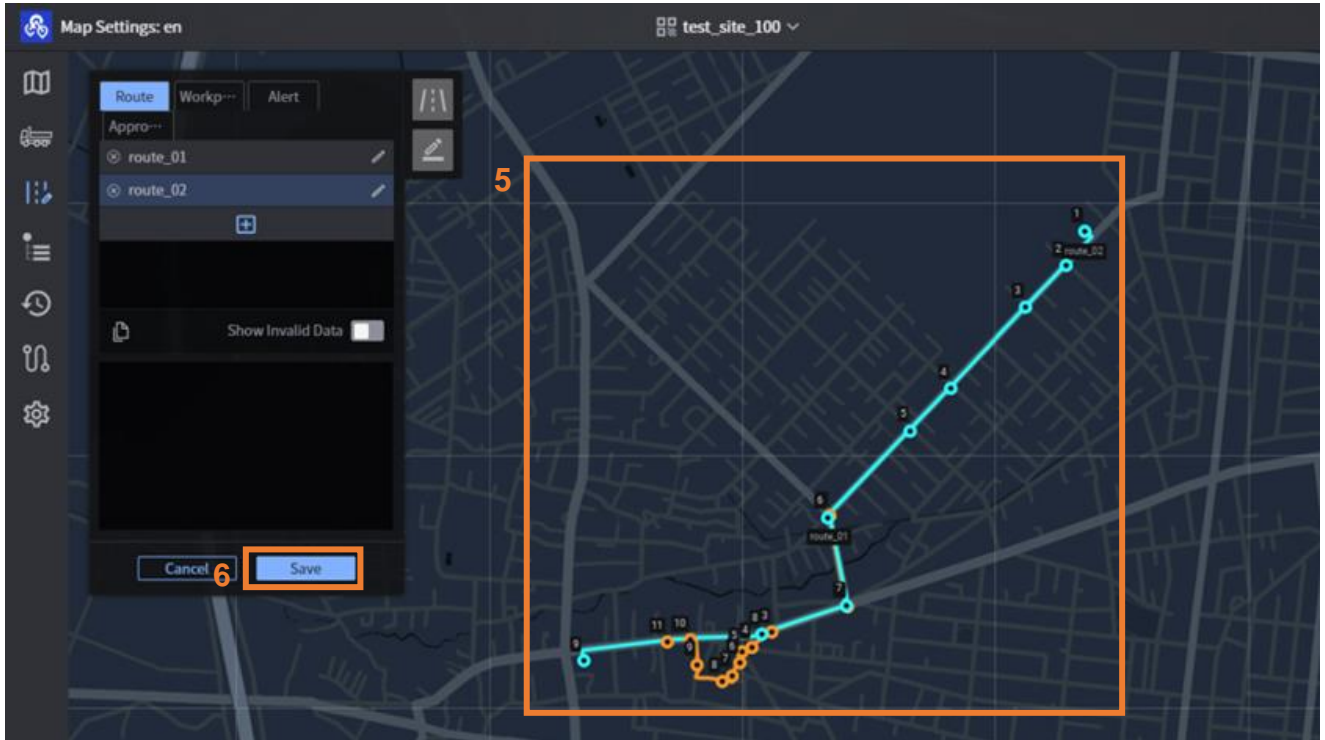 Map Settings: en
test_site_100
Route Workp··· Alert
Appro···
route_01
route_02
Show Invalid Data
Cancel
6
Save
5
1
2 route_02
3
4
5
6
route_01
7
8 3
4
5
6
7
8
9
10
11
9